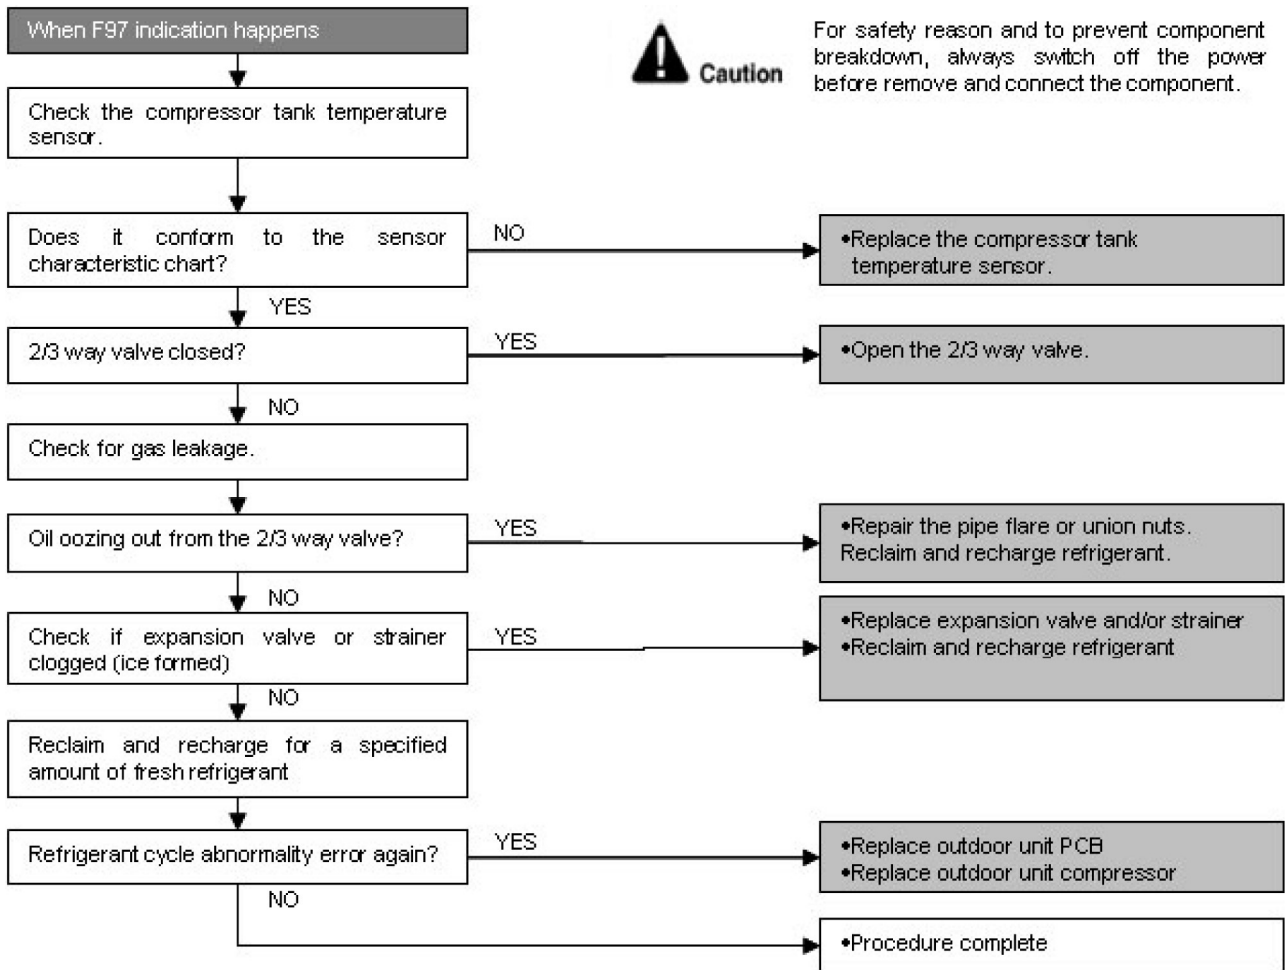 When F97 indication happens
Caution
For safety reason and to prevent component
breakdown, always switch off the power
before remove and connect the component.
Check the compressor tank temperature
sensor.
Does it conform to the sensor
characteristic chart?
NO
•Replace the compressor tank
temperature sensor.
YES
2/3 way valve closed?
YES
•Open the 2/3 way valve.
NO
Check for gas leakage.
Oil oozing out from the 2/3 way valve?
YES
•Repair the pipe flare or union nuts.
Reclaim and recharge refrigerant.
NO
Check if expansion valve or strainer
clogged (ice formed)
YES
•Replace expansion valve and/or strainer
•Reclaim and recharge refrigerant
NO
Reclaim and recharge for a specified
amount of fresh refrigerant
Refrigerant cycle abnormality error again?
YES
•Replace outdoor unit PCB
•Replace outdoor unit compressor
NO
•Procedure complete